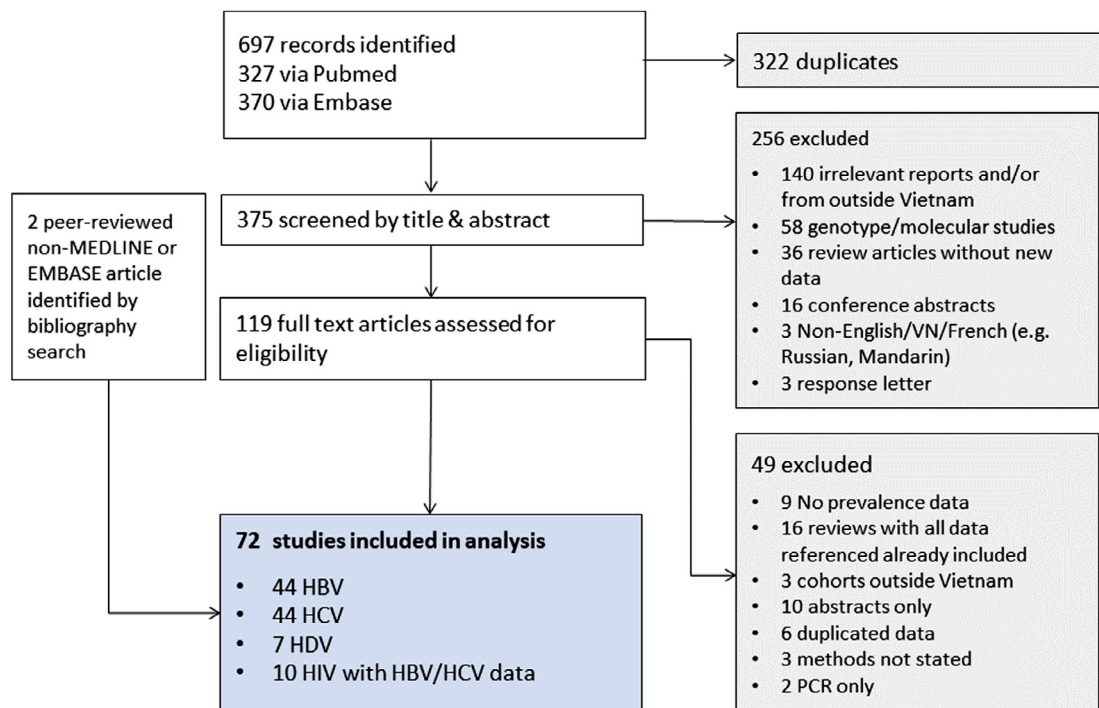 697 records identified
327 via Pubmed
370 via Embase
322 duplicates
375 screened by title & abstract
256 excluded
• 140 irrelevant reports and/or
from outside Vietnam
• 58 genotype/molecular studies
• 36 review articles without new
data
• 16 conference abstracts
• 3 Non-English/VN/French (e.g.
Russian, Mandarin)
• 3 response letter
2 peer-reviewed
non-MEDLINE or
EMBASE article
identified by
bibliography
search
119 full text articles assessed for
eligibility
49 excluded
• 9 No prevalence data
• 16 reviews with all data
referenced already included
• 3 cohorts outside Vietnam
• 10 abstracts only
• 6 duplicated data
• 3 methods not stated
• 2 PCR only
72 studies included in analysis
• 44 HBV
• 44 HCV
• 7 HDV
• 10 HIV with HBV/HCV data